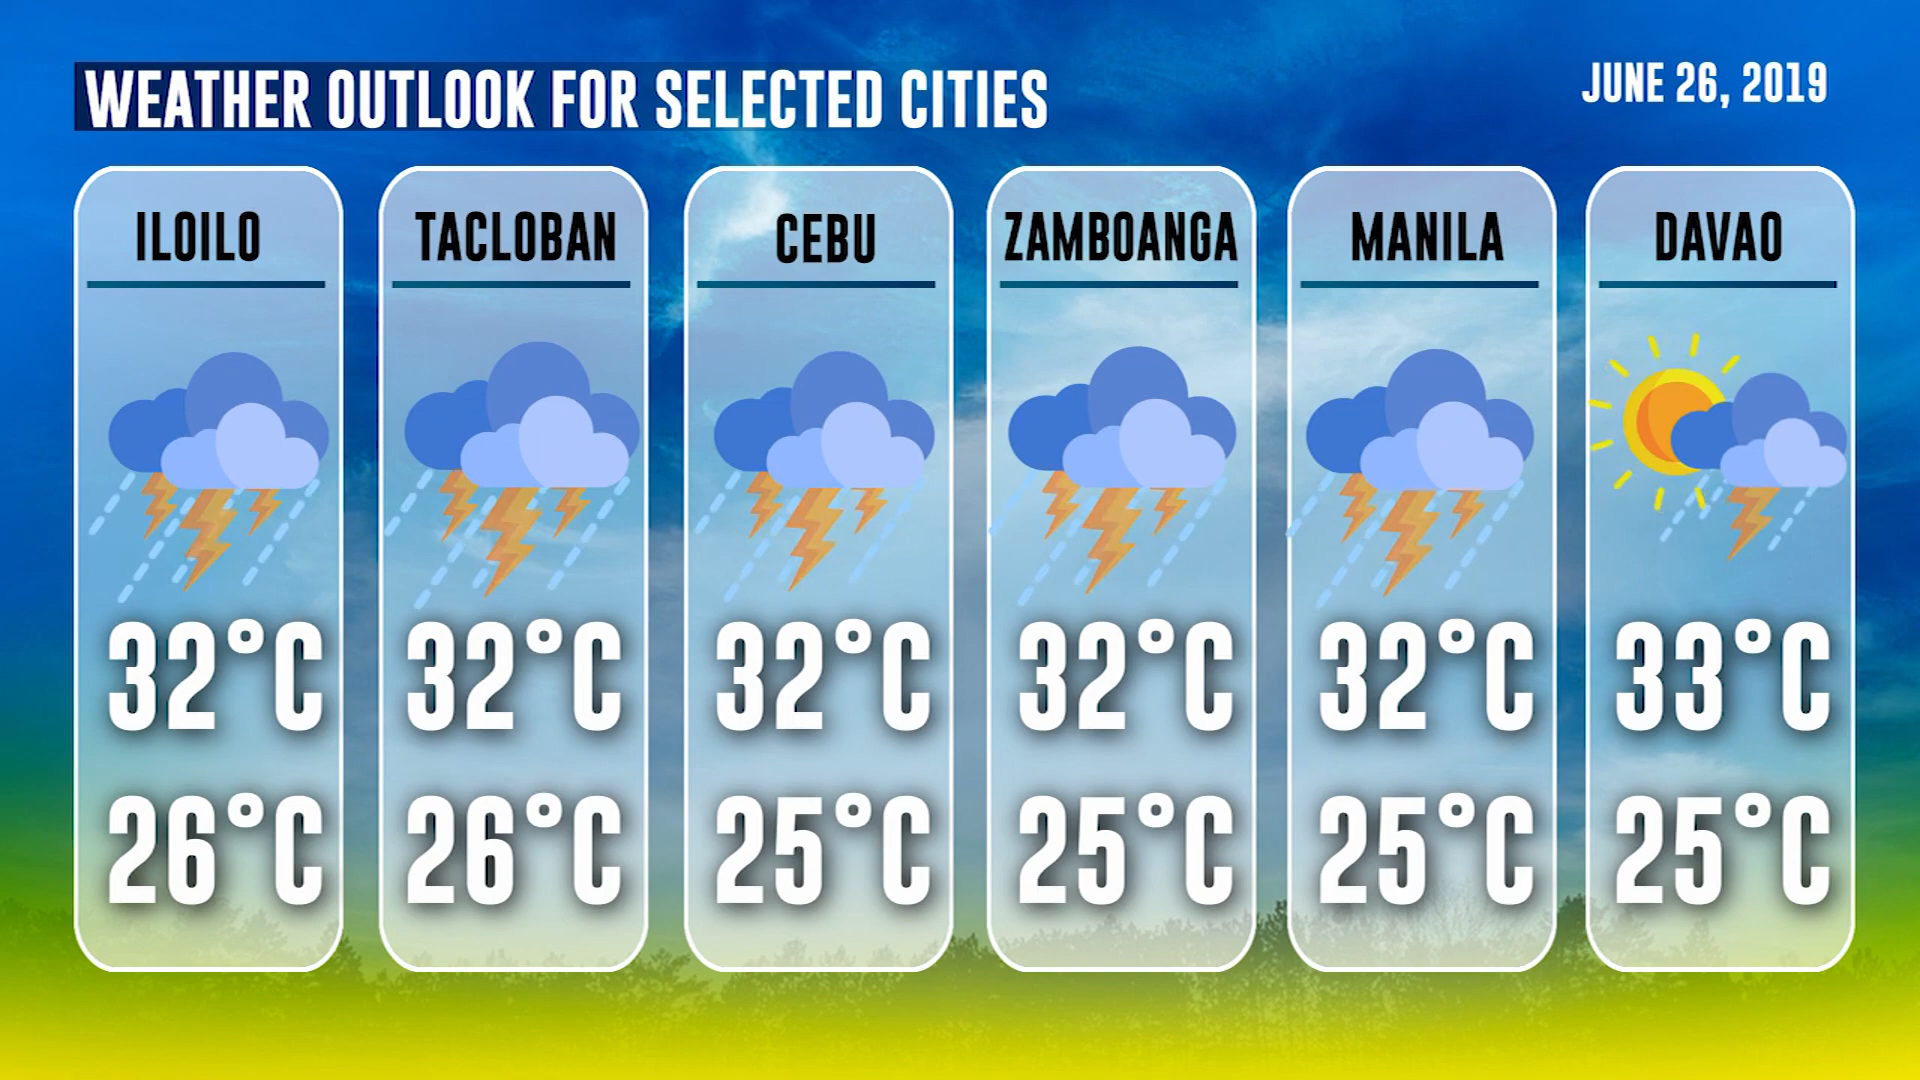 WEATHER OUTLOOK FOR SELECTED CITIES
JUNE 26, 2019
ILOILO
32°C
26°C
TACLOBAN
32°C
26°C
CEBU
32°C
25°C
ZAMBOANGA
32°C
25°C
MANILA
32°C
25°C
DAVAO
33°C
25°C